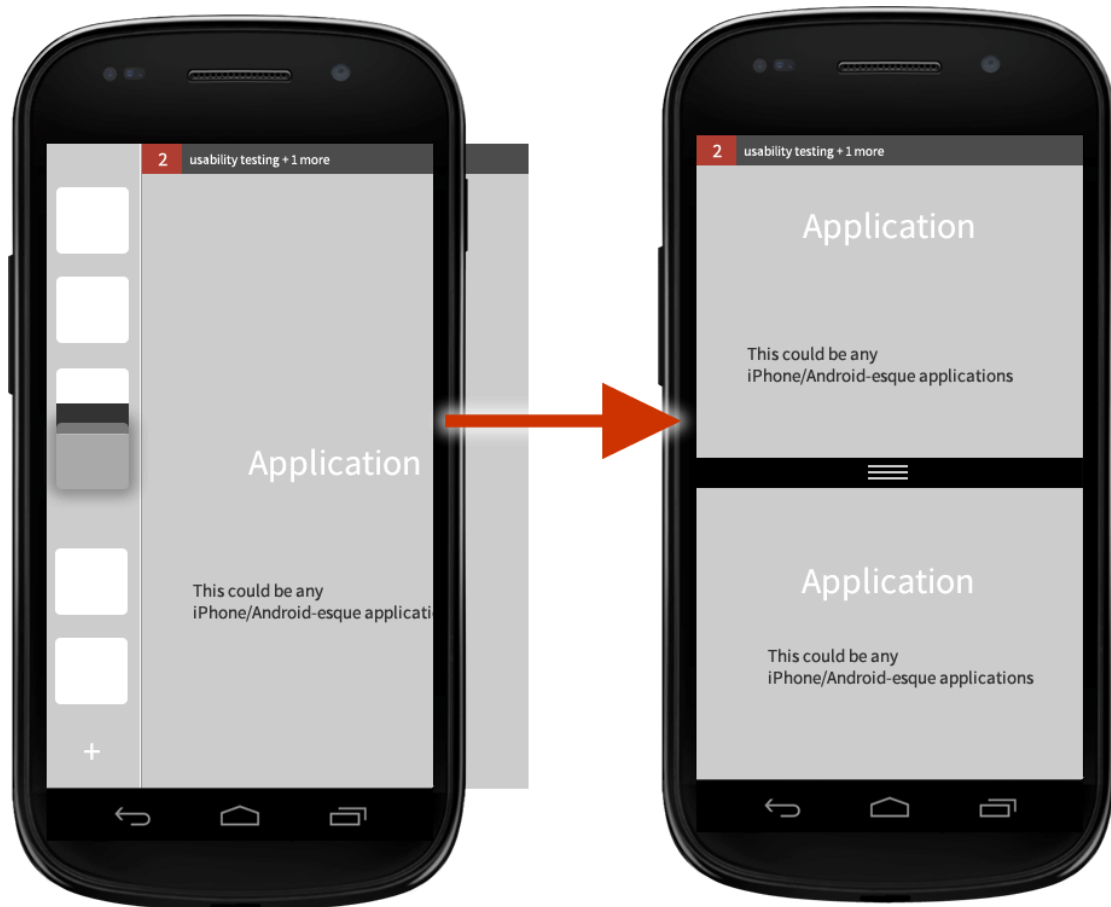 2 usability testing + 1 more
Application
This could be any
iPhone/Android-esque applicati
+
2 usability testing + 1 more
Application
This could be any
iPhone/Android-esque applications
Application
This could be any
iPhone/Android-esque applications